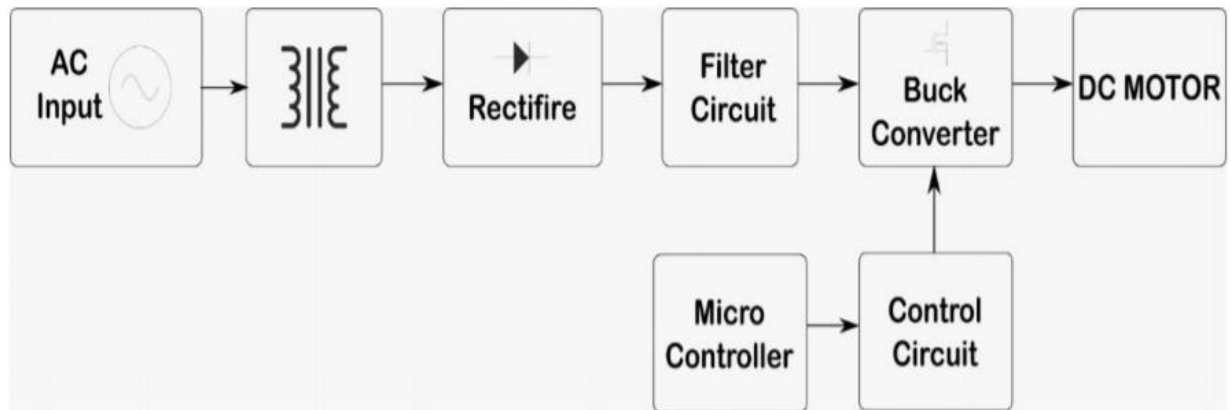 AC
Input
Rectifire
Filter
Circuit
Buck
Converter
DC MOTOR
Micro
Controller
Control
Circuit